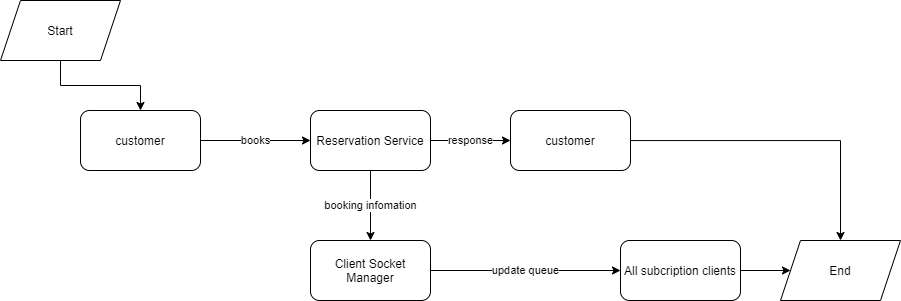 Start
customer
books
Reservation Service
response
customer
booking infomation
Client Socket
Manager
update queue
All subcription clients
End